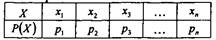 X x₁ x₂ x₃ ... xₙ
P(X) p₁ p₂ p₃ ... pₙ